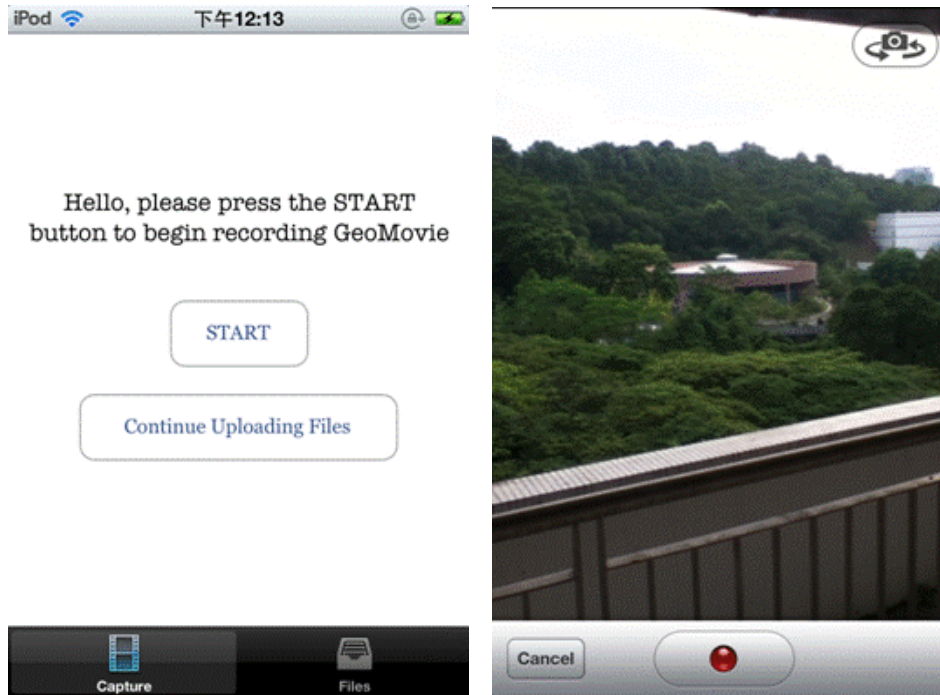 iPod 下午12:13
Hello, please press the START
button to begin recording GeoMovie
START
Continue Uploading Files
Capture
Files
Cancel